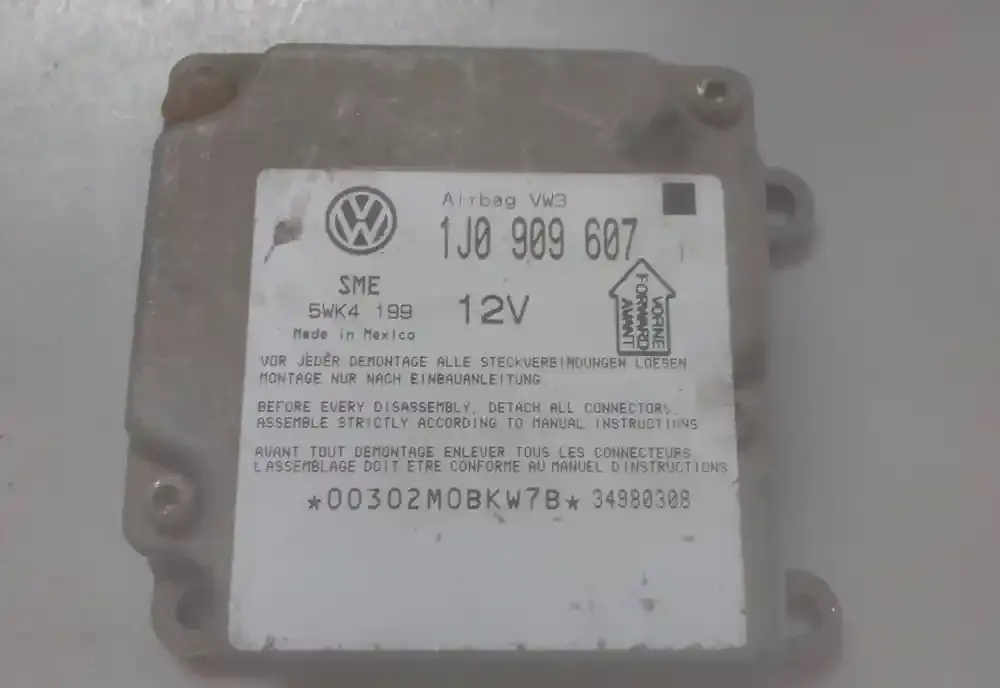 Airbag VW3
1J0 909 607
SME
5WK4 199
12V
Made in Mexico
VORNE
FORWARD
AVANT
VOR JEDER DEMONTAGE ALLE STECKVERBINDUNGEN LOESEN
MONTAGE NUR NACH EINBAUANLEITUNG
BEFORE EVERY DISASSEMBLY, DETACH ALL CONNECTORS.
ASSEMBLE STRICTLY ACCORDING TO MANUAL INSTRUCTIONS
AVANT TOUT DEMONTAGE ENLEVER TOUS LES CONNECTEURS
L ASSEMBLAGE DOIT ETRE CONFORME AU MANUEL D'INSTRUCTIONS
*00302M0BKW7B* 34980308